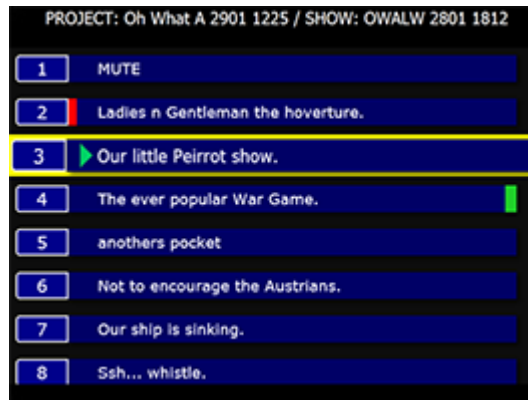 PROJECT: Oh What A 2901 1225 / SHOW: OWALW 2801 1812
1 MUTE
2 Ladies n Gentleman the hoverture.
3 Our little Peirrot show.
4 The ever popular War Game.
5 anothers pocket
6 Not to encourage the Austrians.
7 Our ship is sinking.
8 Ssh... whistle.